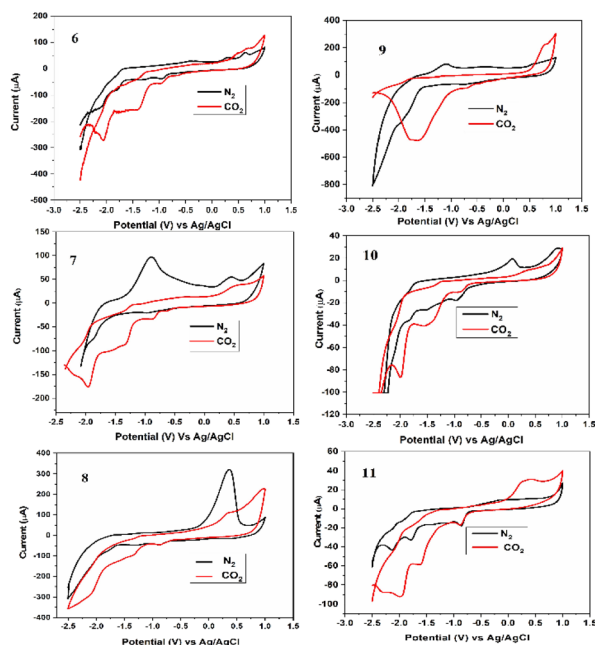 6
Current (μA)
200
100
0
-100
-200
-300
-400
-500
N2
CO2
-3.0 -2.5 -2.0 -1.5 -1.0 -0.5 0.0 0.5 1.0 1.5
Potential (V) vs Ag/AgCl
9
Current (μA)
400
200
0
-200
-400
-600
-800
N2
CO2
-3.0 -2.5 -2.0 -1.5 -1.0 -0.5 0.0 0.5 1.0 1.5
Potential (V) vs Ag/AgCl
7
Current (μA)
150
100
50
0
-50
-100
-150
-200
N2
CO2
-2.5 -2.0 -1.5 -1.0 -0.5 0.0 0.5 1.0 1.5
Potential (V) Vs Ag/AgCl
10
Current (μA)
40
20
0
-20
-40
-60
-80
-100
-120
N2
CO2
-3.0 -2.5 -2.0 -1.5 -1.0 -0.5 0.0 0.5 1.0 1.5
Potential (V) vs Ag/AgCl
8
Current (μA)
400
300
200
100
0
-100
-200
-300
-400
N2
CO2
-2.5 -2.0 -1.5 -1.0 -0.5 0.0 0.5 1.0 1.5
Potential (V) vs Ag/AgCl
11
Current (μA)
60
40
20
0
-20
-40
-60
-80
-100
N2
CO2
-3.0 -2.5 -2.0 -1.5 -1.0 -0.5 0.0 0.5 1.0 1.5
Potential (V) vs Ag/AgCl